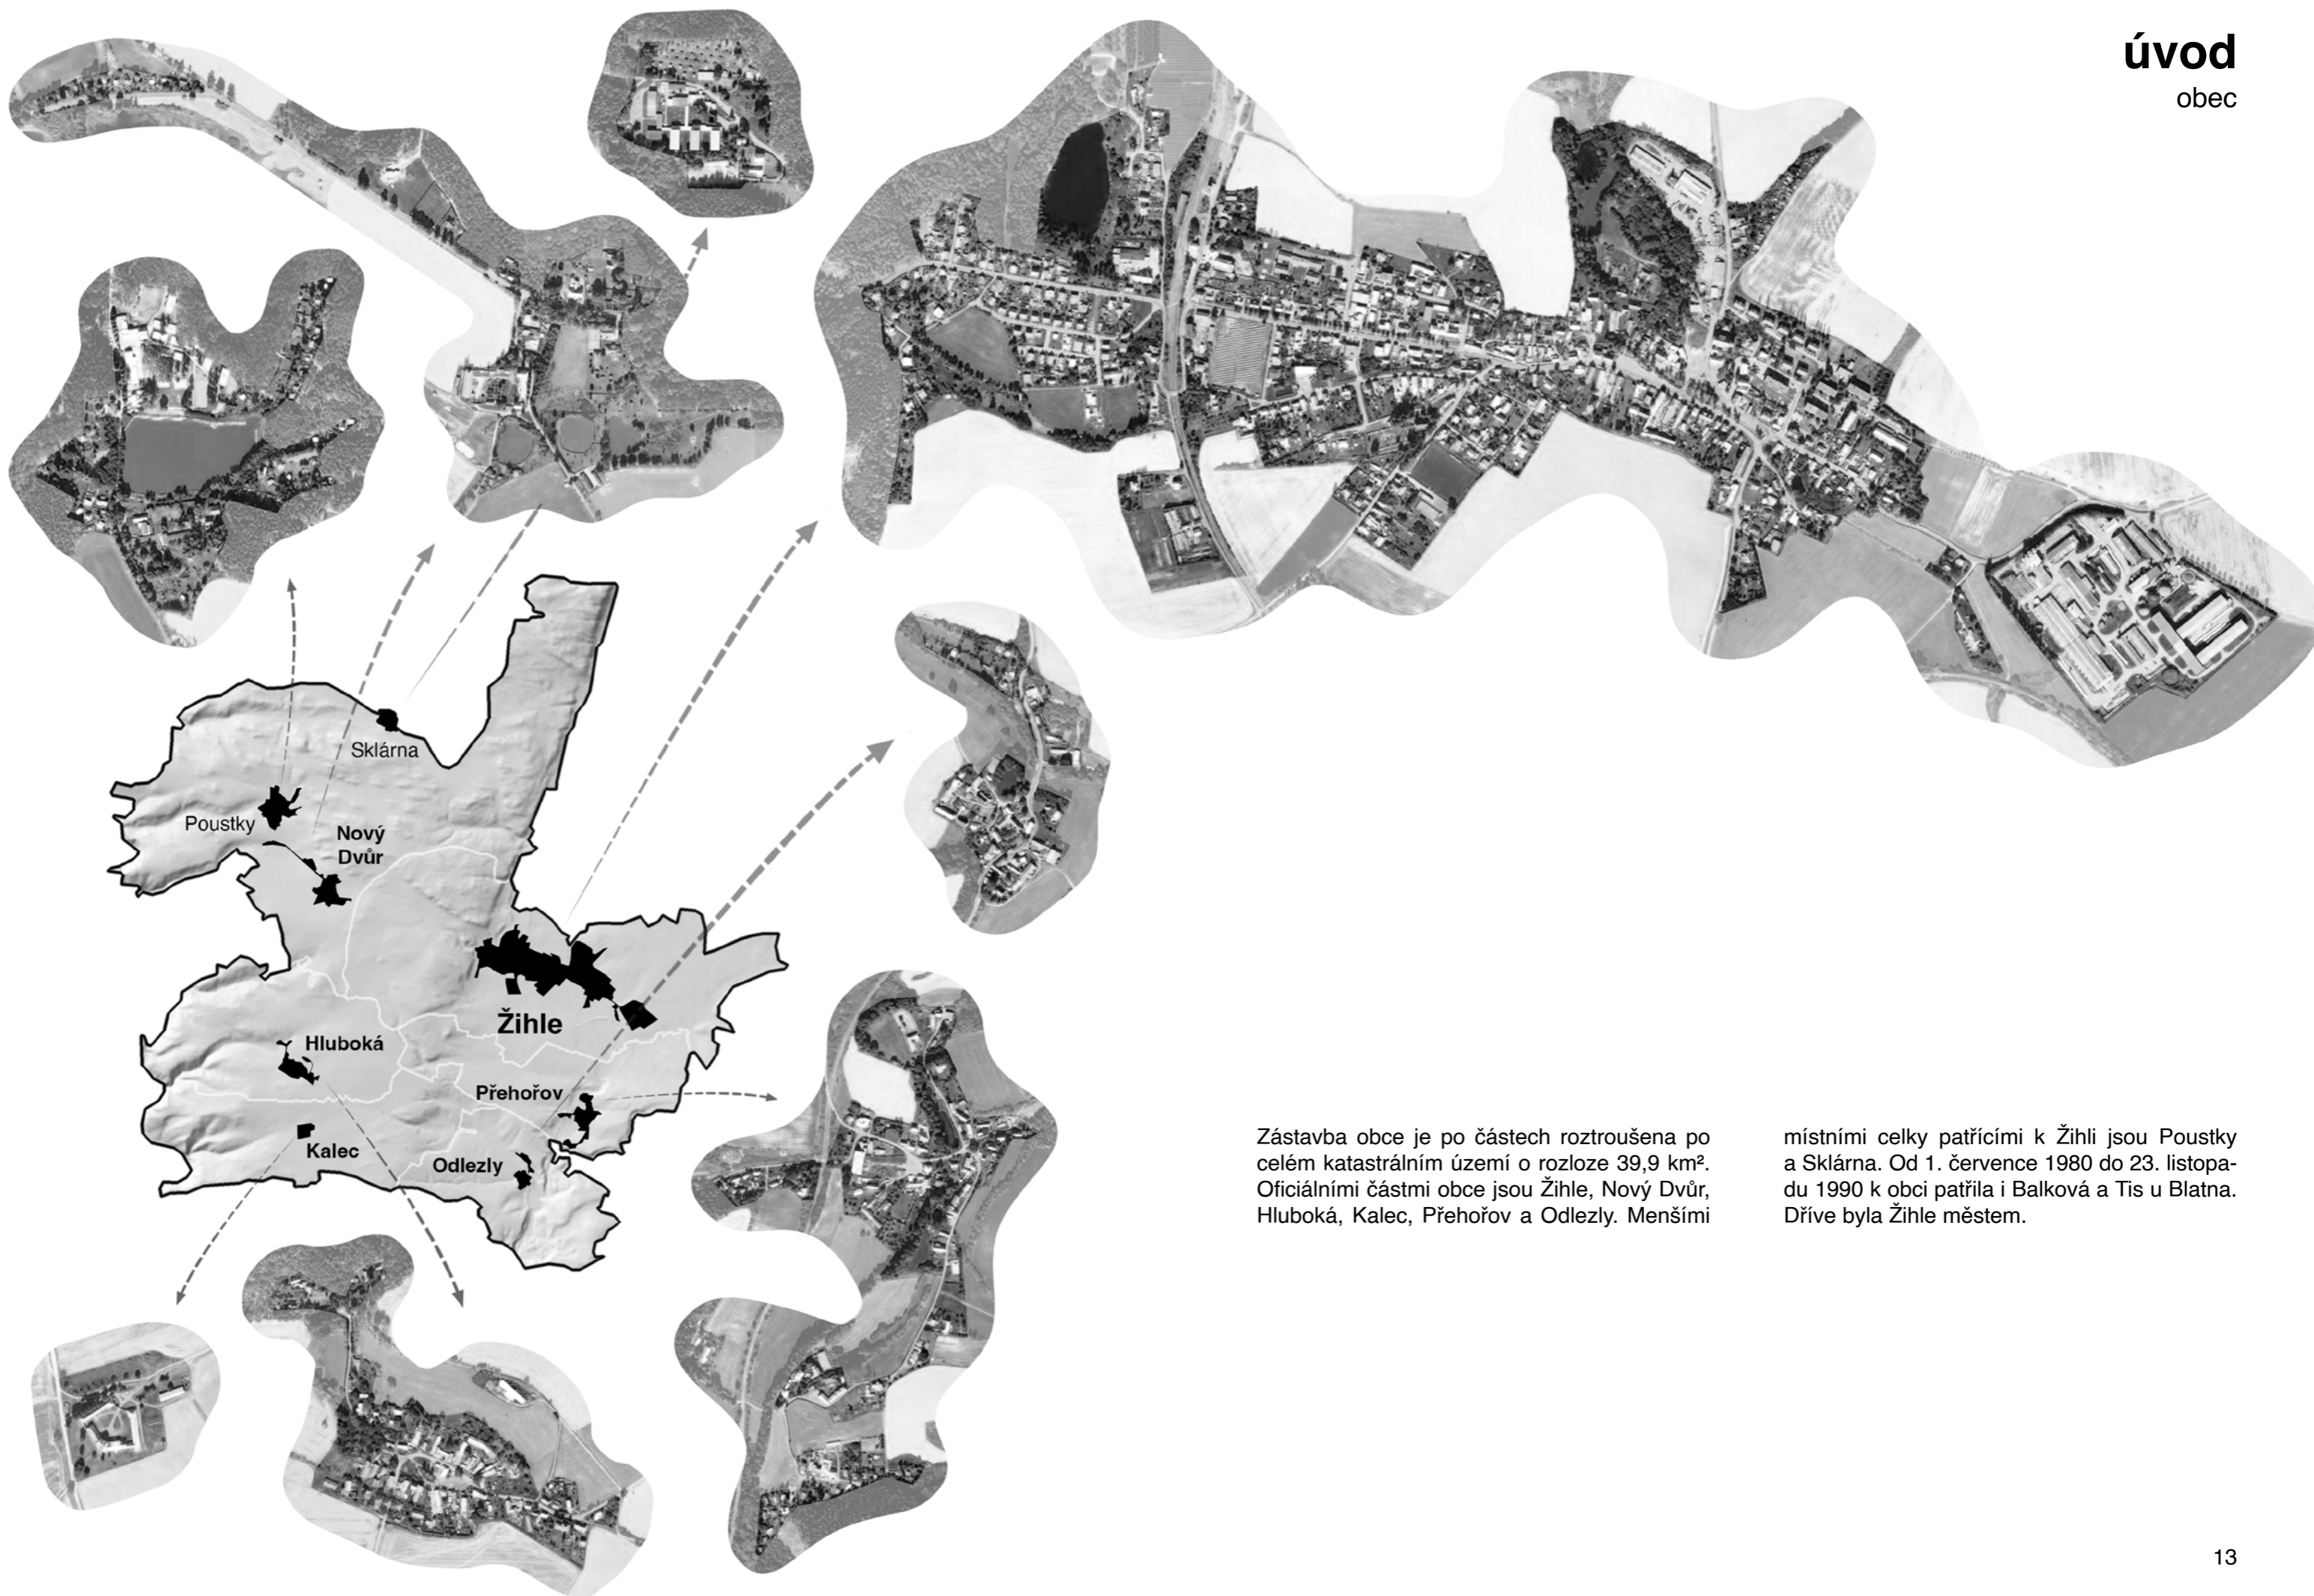 úvod
obec
Sklárna
Poustky
Nový
Dvůr
Žihle
Hluboká
Přehořov
Kalec
Odlezly
Zástavba obce je po částech roztroušena po
celém katastrálním území o rozloze 39,9 km².
Oficiálními částmi obce jsou Žihle, Nový Dvůr,
Hluboká, Kalec, Přehořov a Odlezly. Menšími
místními celky patřícími k Žihli jsou Poustky
a Sklárna. Od 1. července 1980 do 23. listopa-
du 1990 k obci patřila i Balková a Tis u Blatna.
Dříve byla Žihle městem.
13